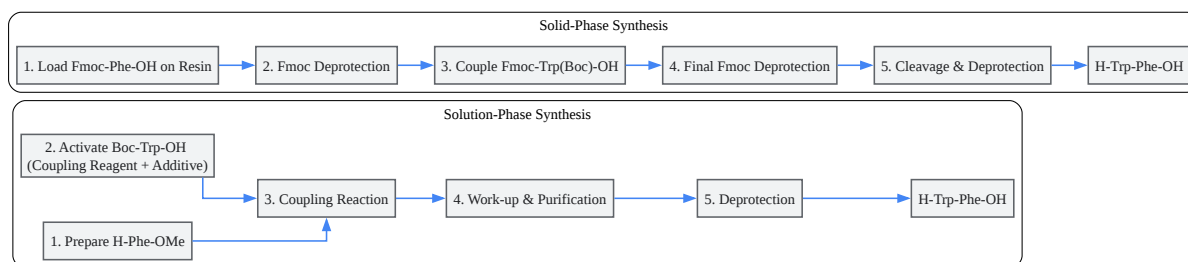 Solid-Phase Synthesis
1. Load Fmoc-Phe-OH on Resin
2. Fmoc Deprotection
3. Couple Fmoc-Trp(Boc)-OH
4. Final Fmoc Deprotection
5. Cleavage & Deprotection
H-Trp-Phe-OH
Solution-Phase Synthesis
2. Activate Boc-Trp-OH
(Coupling Reagent + Additive)
3. Coupling Reaction
4. Work-up & Purification
5. Deprotection
H-Trp-Phe-OH
1. Prepare H-Phe-OMe